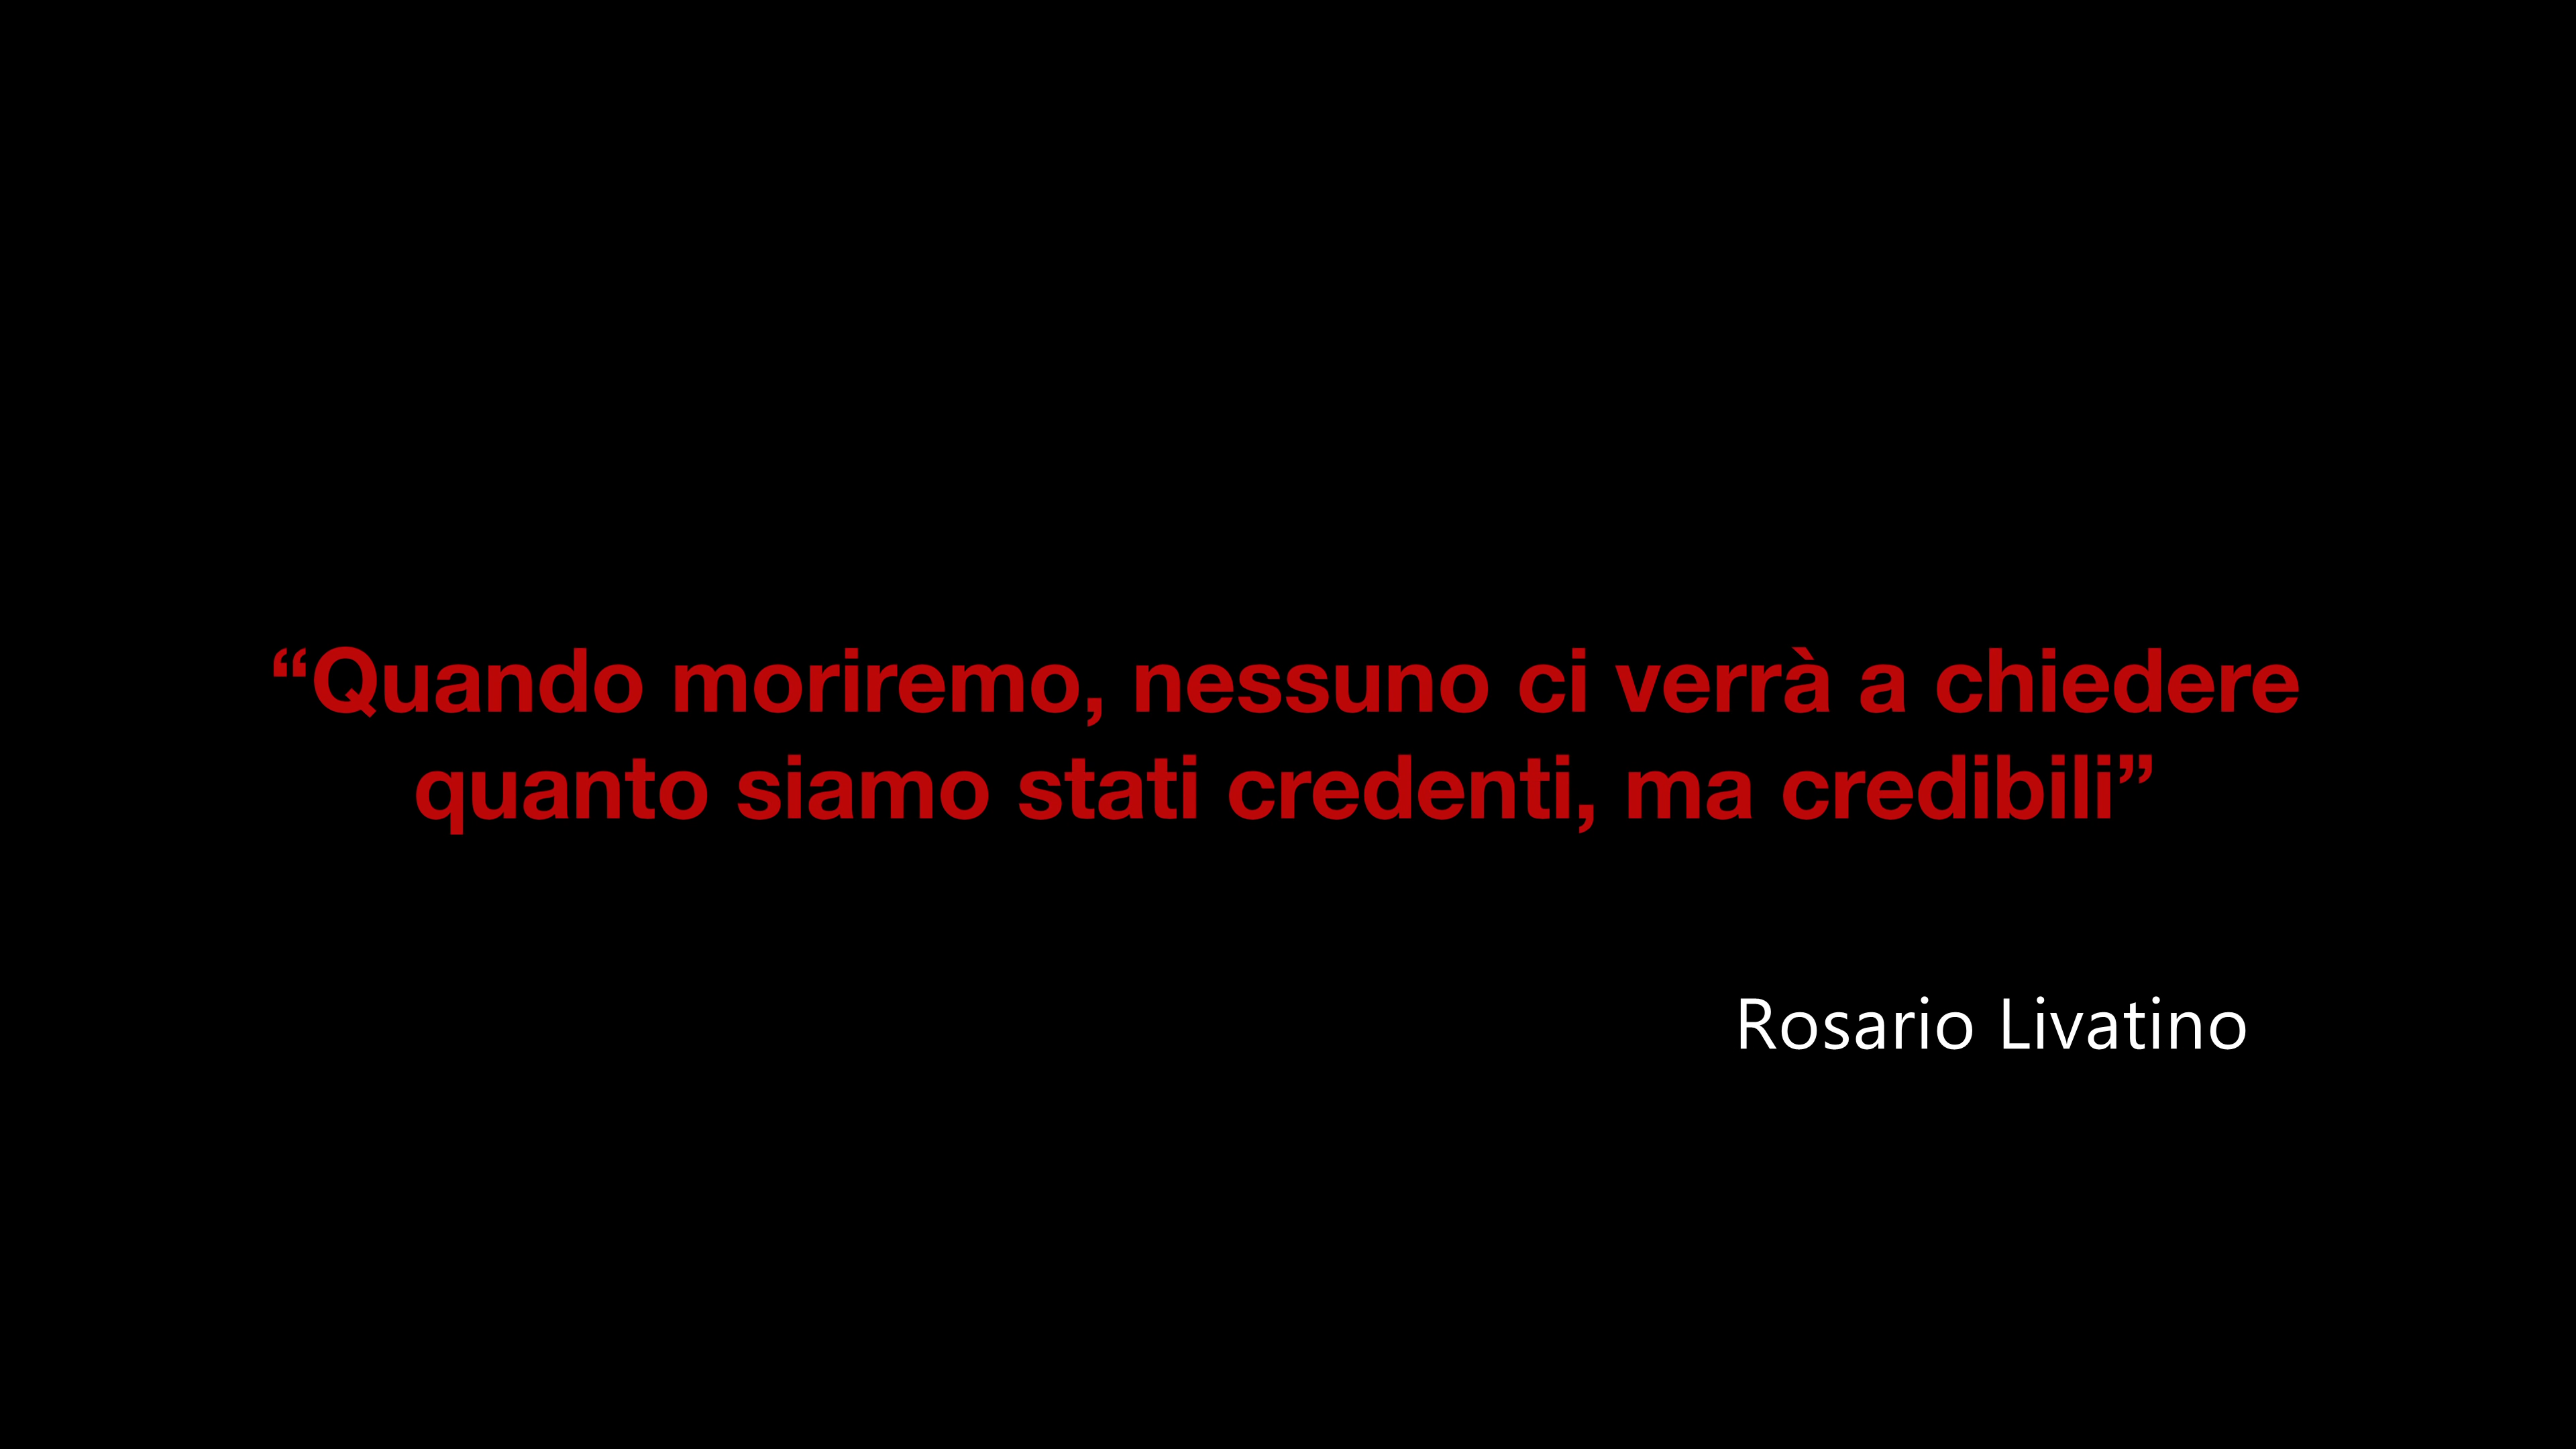 “Quando moriremo, nessuno ci verrà a chiedere
quanto siamo stati credenti, ma credibili”
Rosario Livatino